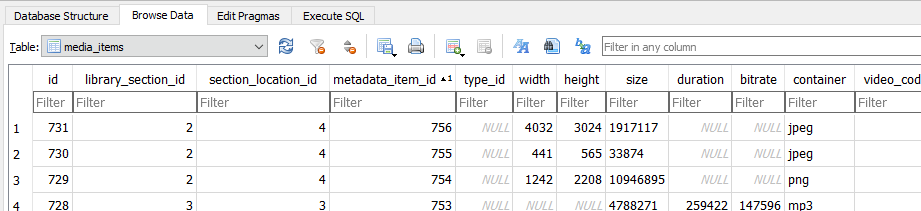 Database Structure Browse Data Edit Pragmas Execute SQL
Table: media_items Filter in any column
id library_section_id section_location_id metadata_item_id ▲1 type_id width height size duration bitrate container video_cod
Filter Filter Filter Filter Filter Filter Filter Filter Filter Filter Filter Filter
1 731 2 4 756 NULL 4032 3024 1917117 NULL NULL jpeg
2 730 2 4 755 NULL 441 565 33874 NULL NULL jpeg
3 729 2 4 754 NULL 1242 2208 10946895 NULL NULL png
4 728 3 3 753 NULL NULL NULL 4788271 259422 147596 mp3